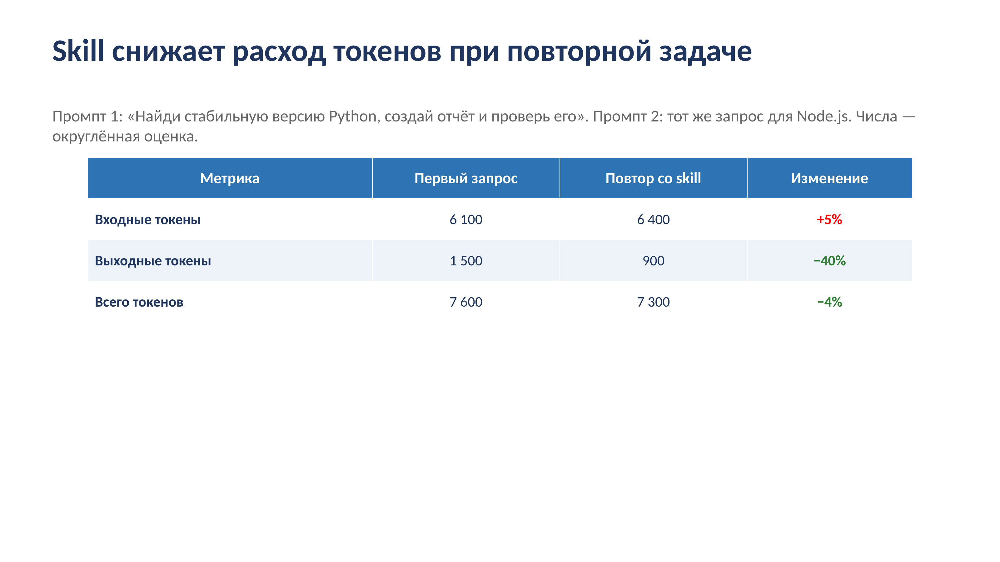 Skill снижает расход токенов при повторной задаче
Промпт 1: «Найди стабильную версию Python, создай отчёт и проверь его». Промпт 2: тот же запрос для Node.js. Числа —
округлённая оценка.
Метрика Первый запрос Повтор со skill Изменение
Входные токены 6 100 6 400 +5%
Выходные токены 1 500 900 −40%
Всего токенов 7 600 7 300 −4%